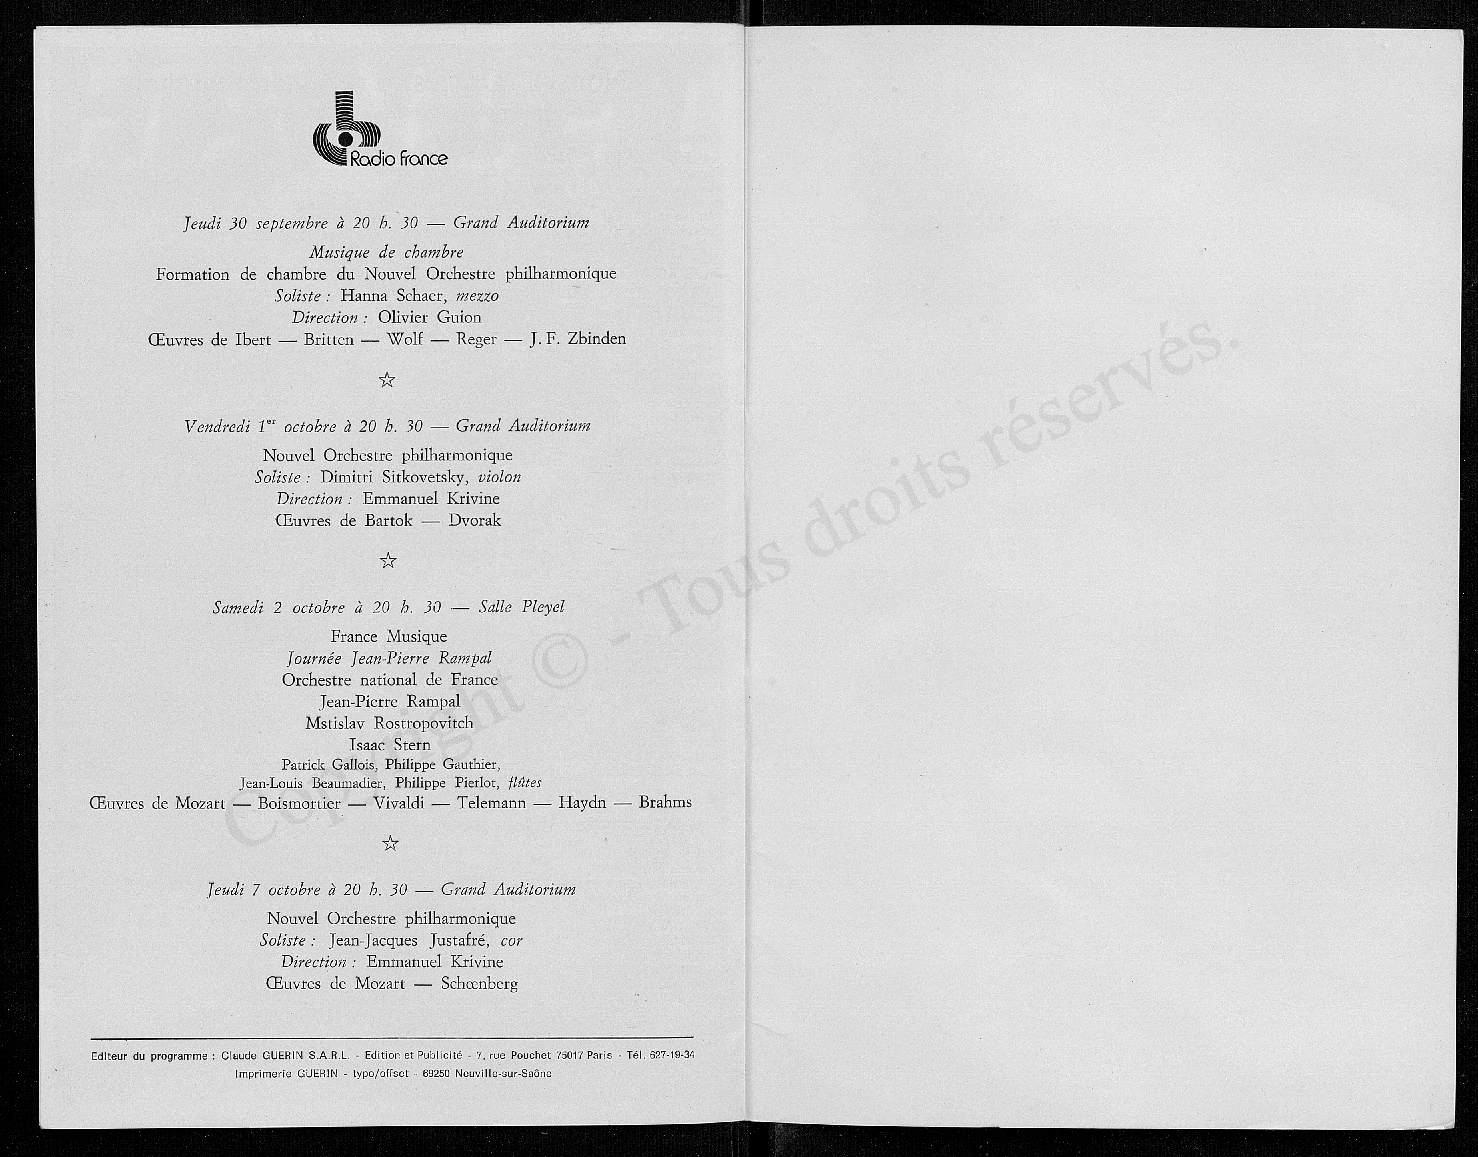 Radio France
Jeudi 30 septembre à 20 h. 30 — Grand Auditorium
Musique de chambre
Formation de chambre du Nouvel Orchestre philharmonique
Soliste : Hanna Schaer, mezzo
Direction : Olivier Guion
Œuvres de Ibert — Britten — Wolf — Reger — J. F. Zbinden
☆
Vendredi 1er octobre à 20 h. 30 — Grand Auditorium
Nouvel Orchestre philharmonique
Soliste : Dimitri Sitkovetsky, violon
Direction : Emmanuel Krivine
Œuvres de Bartok — Dvorak
☆
Samedi 2 octobre à 20 h. 30 — Salle Pleyel
France Musique
Journée Jean-Pierre Rampal
Orchestre national de France
Jean-Pierre Rampal
Mstislav Rostropovitch
Isaac Stern
Patrick Gallois, Philippe Gauthier,
Jean-Louis Beaumadier, Philippe Pierlot, flûtes
Œuvres de Mozart — Boismortier — Vivaldi — Telemann — Haydn — Brahms
☆
Jeudi 7 octobre à 20 h. 30 — Grand Auditorium
Nouvel Orchestre philharmonique
Soliste : Jean-Jacques Justafré, cor
Direction : Emmanuel Krivine
Œuvres de Mozart — Schœnberg
Editeur du programme : Claude GUERIN S.A.R.L. - Edition et Publicité - 7, rue Pouchet 75017 Paris - Tél. 627-19-34
Imprimerie GUERIN - typo/offset - 69250 Neuville-sur-Saône
Copyright © - Tous droits réservés.